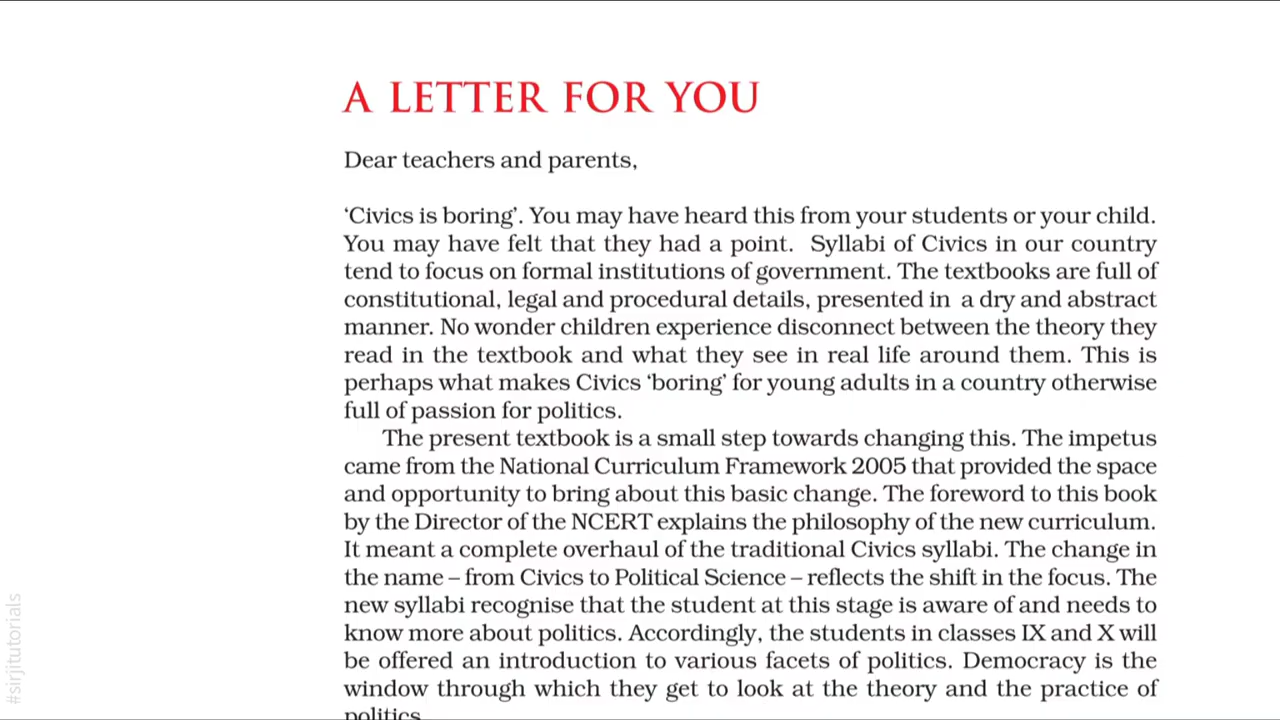 A LETTER FOR YOU
Dear teachers and parents,
‘Civics is boring’. You may have heard this from your students or your child.
You may have felt that they had a point. Syllabi of Civics in our country
tend to focus on formal institutions of government. The textbooks are full of
constitutional, legal and procedural details, presented in a dry and abstract
manner. No wonder children experience disconnect between the theory they
read in the textbook and what they see in real life around them. This is
perhaps what makes Civics ‘boring’ for young adults in a country otherwise
full of passion for politics.
The present textbook is a small step towards changing this. The impetus
came from the National Curriculum Framework 2005 that provided the space
and opportunity to bring about this basic change. The foreword to this book
by the Director of the NCERT explains the philosophy of the new curriculum.
It meant a complete overhaul of the traditional Civics syllabi. The change in
the name – from Civics to Political Science – reflects the shift in the focus. The
new syllabi recognise that the student at this stage is aware of and needs to
know more about politics. Accordingly, the students in classes IX and X will
be offered an introduction to various facets of politics. Democracy is the
window through which they get to look at the theory and the practice of
politics.
#sirjitutorials